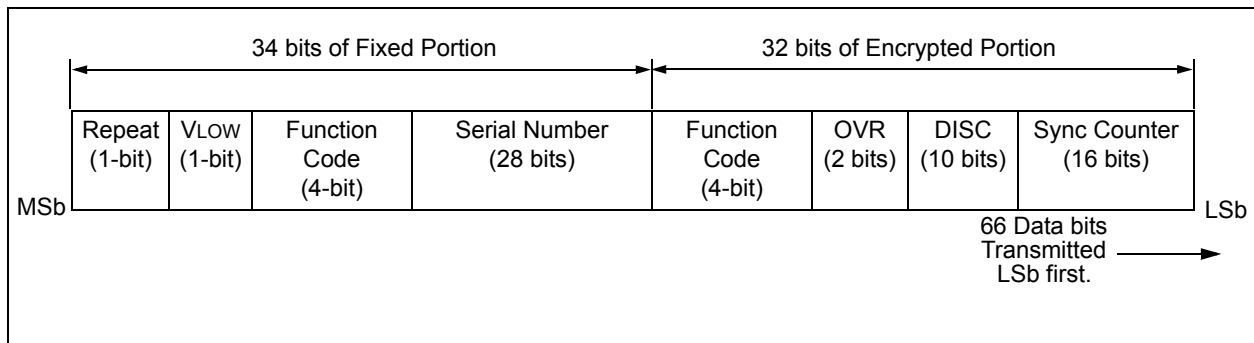 34 bits of Fixed Portion
32 bits of Encrypted Portion
Repeat
(1-bit)
VLOW
(1-bit)
Function
Code
(4-bit)
Serial Number
(28 bits)
Function
Code
(4-bit)
OVR
(2 bits)
DISC
(10 bits)
Sync Counter
(16 bits)
MSb
LSb
66 Data bits
Transmitted
LSb first.